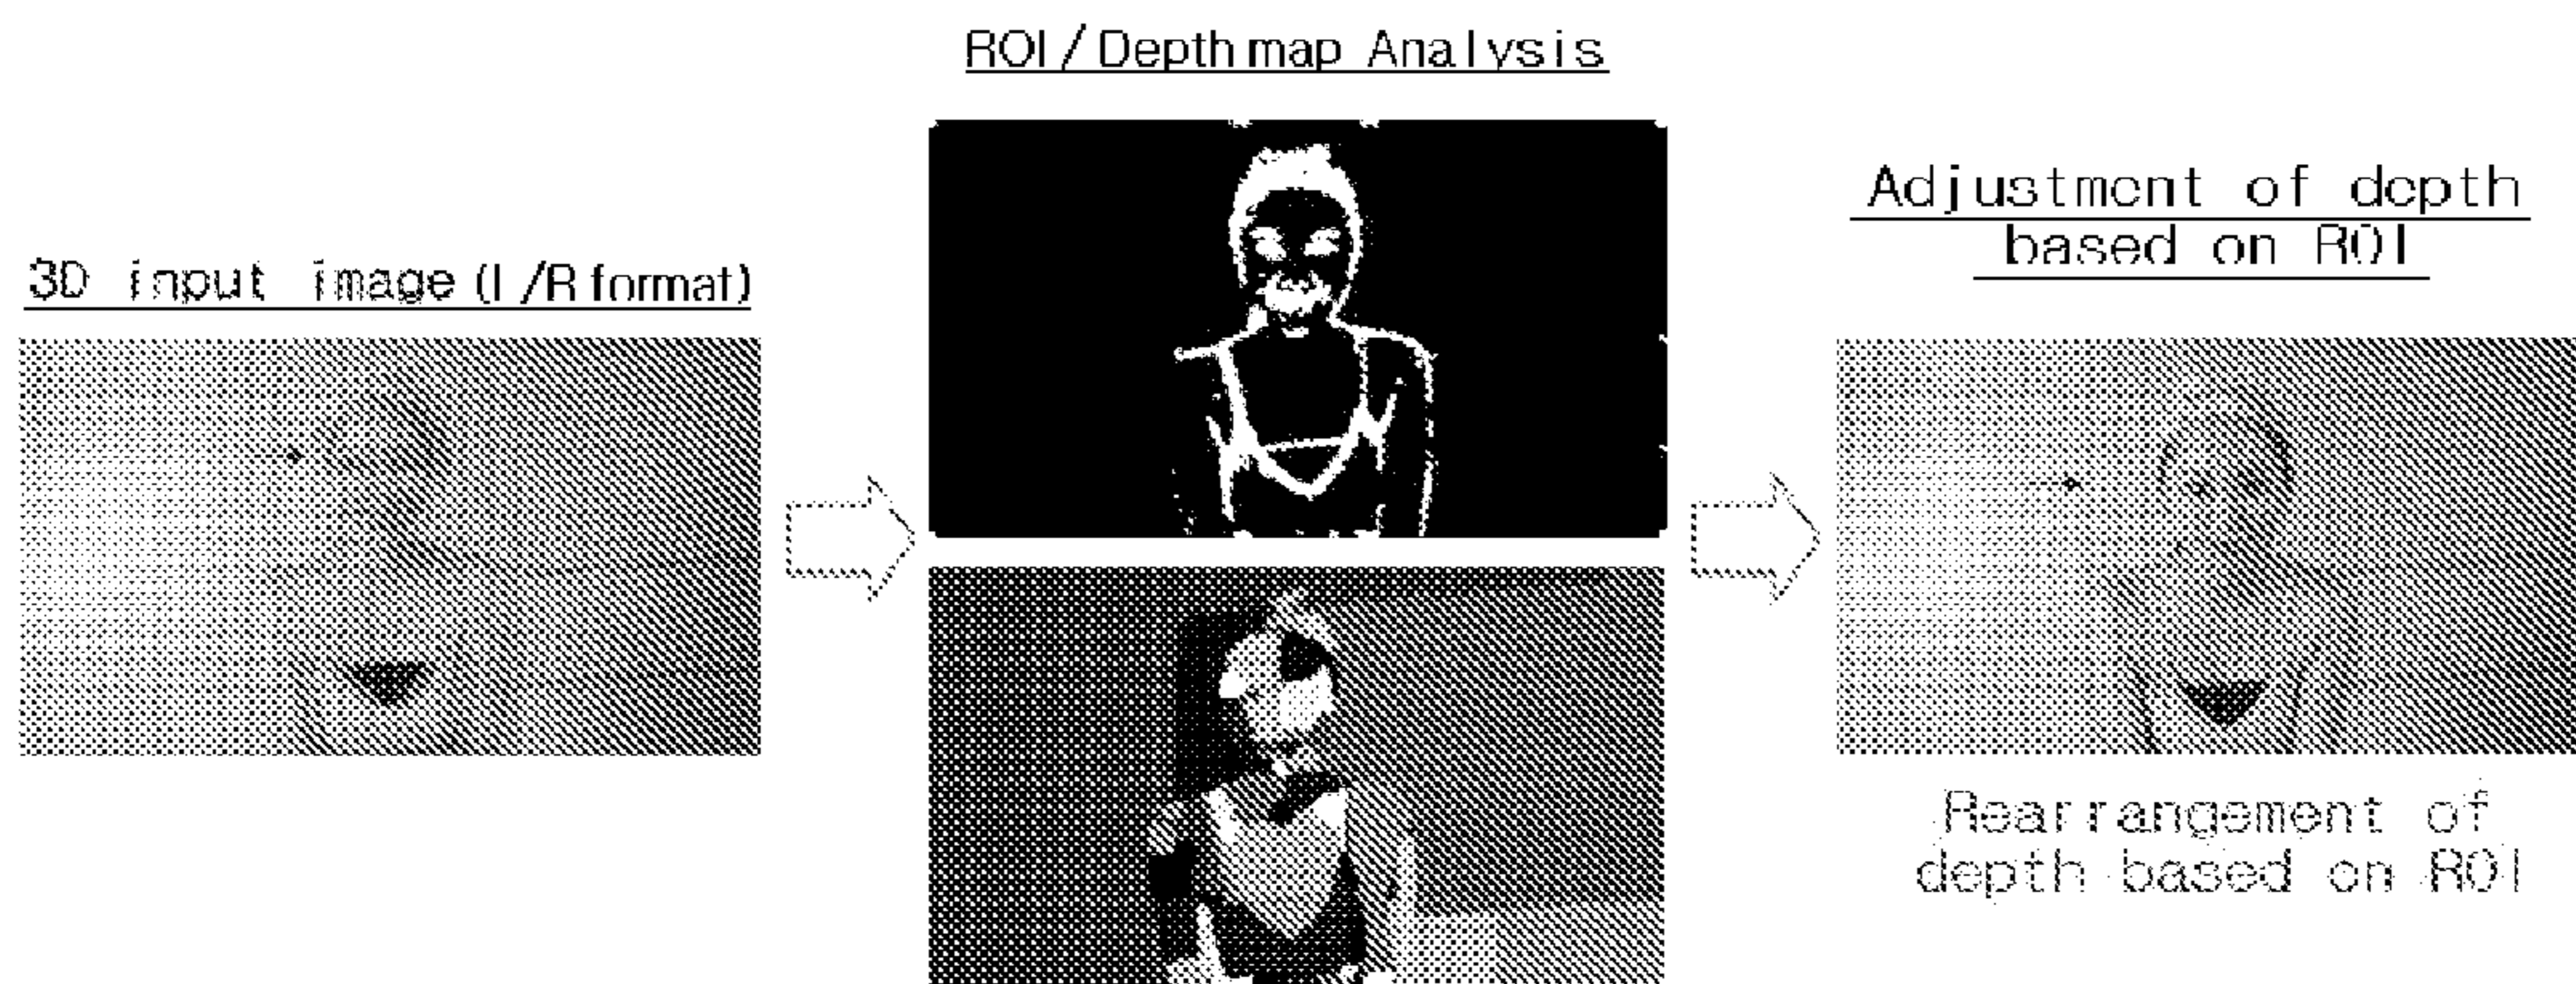 3D input image (L/R format)
ROI/Depth map Analysis
Adjustment of depth
based on ROI
Rearrangement of
depth based on ROI